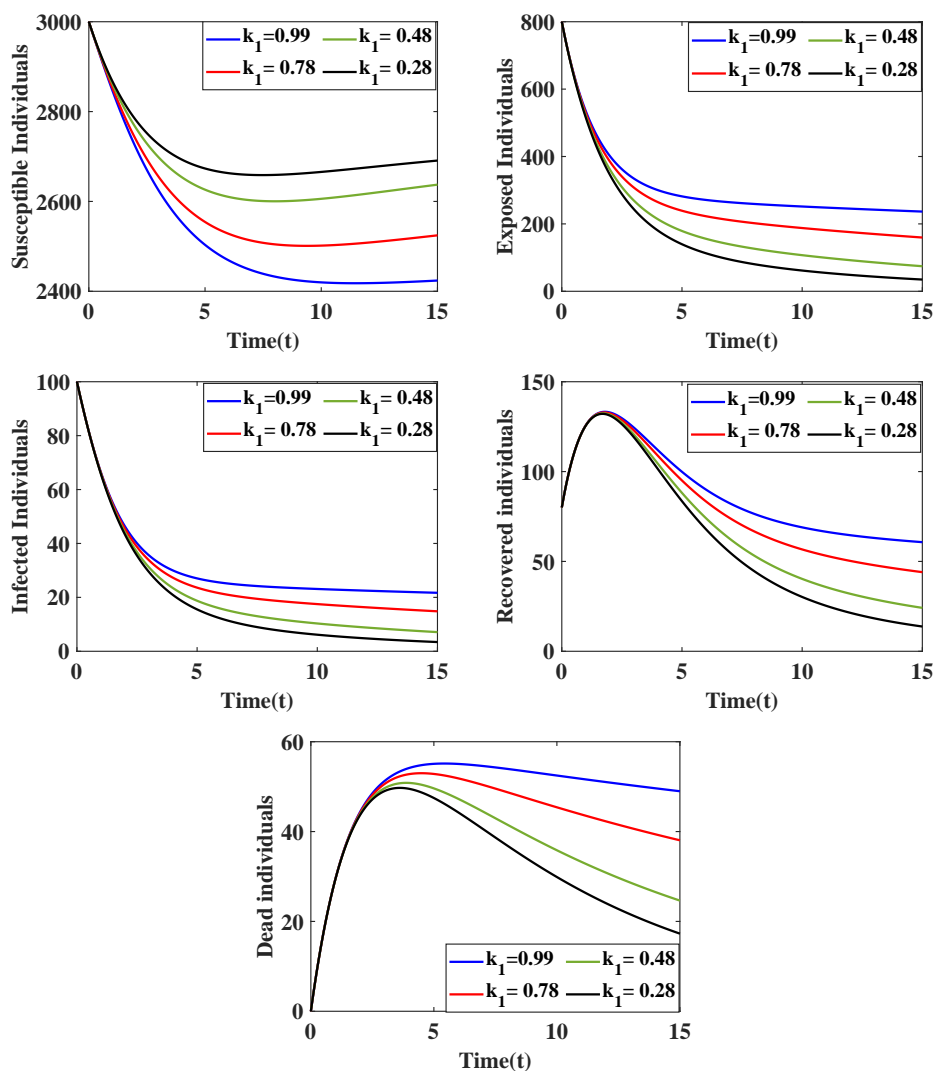 3000
2800
2600
2400
Susceptible Individuals
k1=0.99 k1= 0.48
k1= 0.78 k1= 0.28
0 5 10 15
Time(t)
800
600
400
200
0
Exposed Individuals
k1=0.99 k1= 0.48
k1= 0.78 k1= 0.28
0 5 10 15
Time(t)
100
80
60
40
20
0
Infected Individuals
k1=0.99 k1= 0.48
k1= 0.78 k1= 0.28
0 5 10 15
Time(t)
150
100
50
0
Recovered individuals
k1=0.99 k1= 0.48
k1= 0.78 k1= 0.28
0 5 10 15
Time(t)
60
40
20
0
Dead individuals
k1=0.99 k1= 0.48
k1= 0.78 k1= 0.28
0 5 10 15
Time(t)